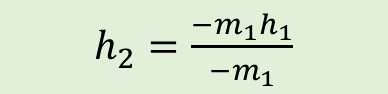 h₂ = −m₁h₁ / −m₁